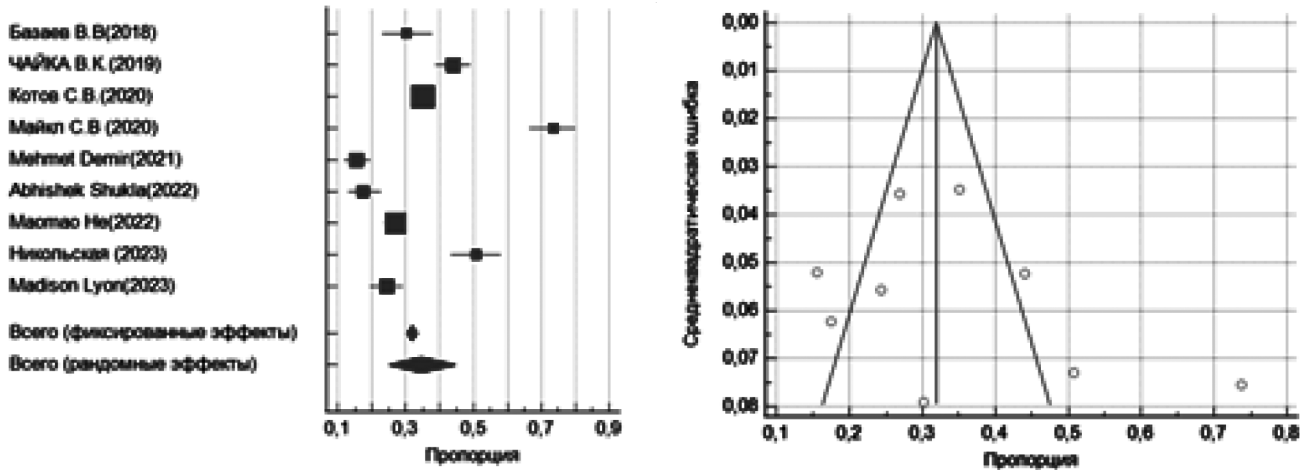 Базаев В.В(2018)
ЧАЙКА В.К.(2019)
Котов С.В.(2020)
Майкл С.В (2020)
Mehmet Demir(2021)
Abhishek Shukla(2022)
Maomao He(2022)
Никольская (2023)
Madison Lyon(2023)
Всего (фиксированные эффекты)
Всего (рандомные эффекты)
0,1 0,3 0,5 0,7 0,9
Пропорция
0,00
0,01
0,02
0,03
0,04
0,05
0,06
0,07
0,08
Среднеквадратическая ошибка
0,1 0,2 0,3 0,4 0,5 0,6 0,7 0,8
Пропорция